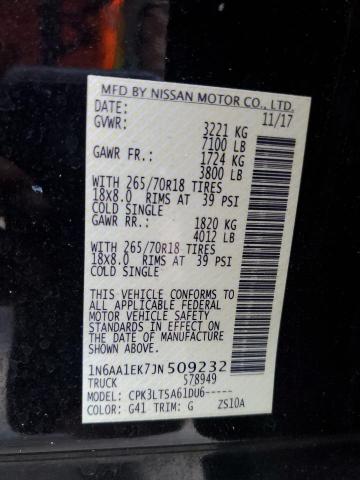 MFD BY NISSAN MOTOR CO., LTD.
DATE: 11/17
GVWR: 3221 KG
7100 LB
GAWR FR.: 1724 KG
3800 LB
WITH 265/70R18 TIRES
18X8.0 RIMS AT 39 PSI
COLD SINGLE
GAWR RR.: 1820 KG
4012 LB
WITH 265/70R18 TIRES
18X8.0 RIMS AT 39 PSI
COLD SINGLE
THIS VEHICLE CONFORMS TO
ALL APPLICABLE FEDERAL
MOTOR VEHICLE SAFETY
STANDARDS IN EFFECT ON
THE DATE OF MANUFACTURE
SHOWN ABOVE.
1N6AA1EK7JN509232
TRUCK 578949
MODEL: CPK3LTSA61DU6-----
COLOR: G41 TRIM: G ZS10A